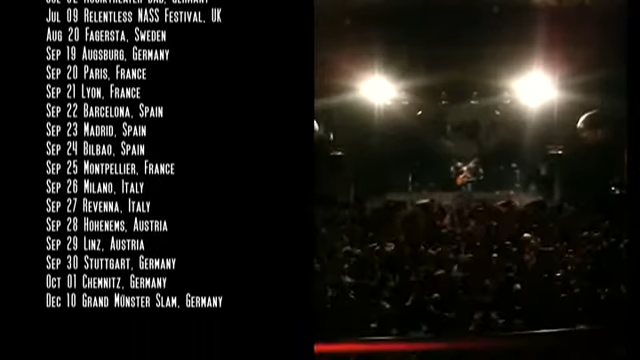 Jul 09 Relentless NASS Festival, UK
Aug 20 Fagersta, Sweden
Sep 19 Augsburg, Germany
Sep 20 Paris, France
Sep 21 Lyon, France
Sep 22 Barcelona, Spain
Sep 23 Madrid, Spain
Sep 24 Bilbao, Spain
Sep 25 Montpellier, France
Sep 26 Milano, Italy
Sep 27 Revenna, Italy
Sep 28 Hohenems, Austria
Sep 29 Linz, Austria
Sep 30 Stuttgart, Germany
Oct 01 Chemnitz, Germany
Dec 10 Grand Münster Slam, Germany